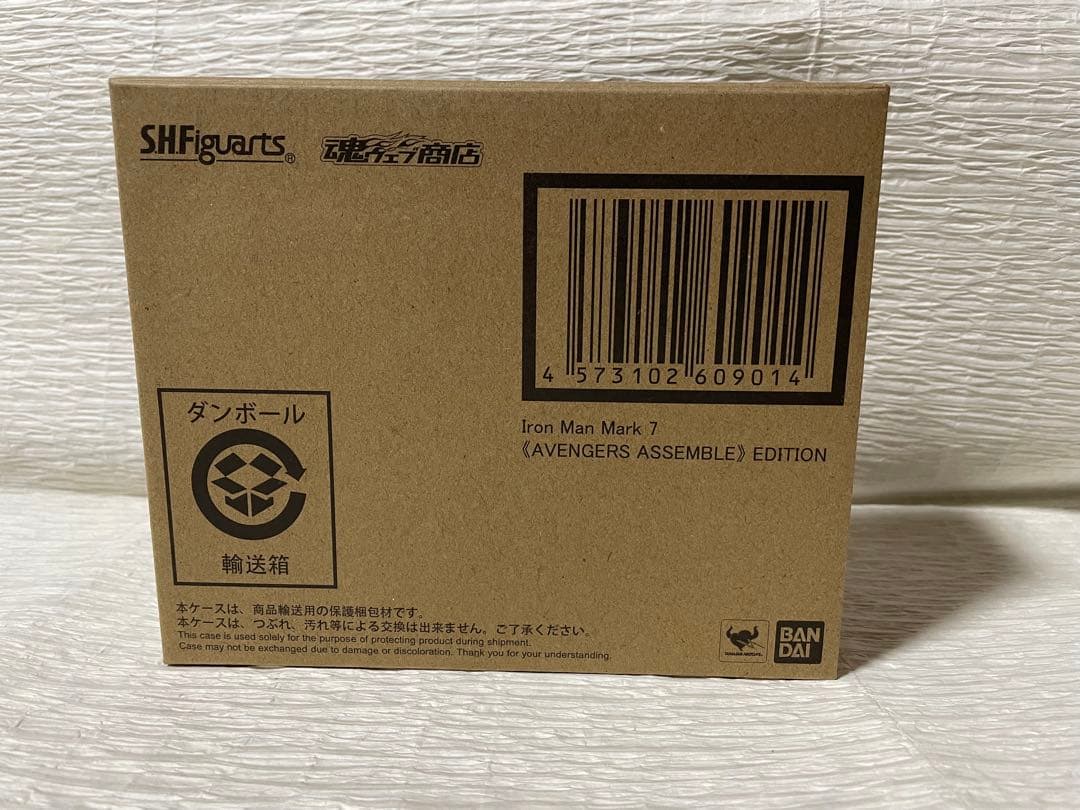 S.H.Figuarts®
魂ウェブ商店
4 573102 609014
Iron Man Mark 7
《AVENGERS ASSEMBLE》 EDITION
ダンボール
輸送箱
本ケースは、商品輸送用の保護梱包材です。
本ケースは、つぶれ、汚れ等による交換は出来ません。ご了承ください。
This case is used solely for the purpose of protecting product during shipment.
Case may not be exchanged due to damage or discoloration. Thank you for your understanding.
BAN
DAI